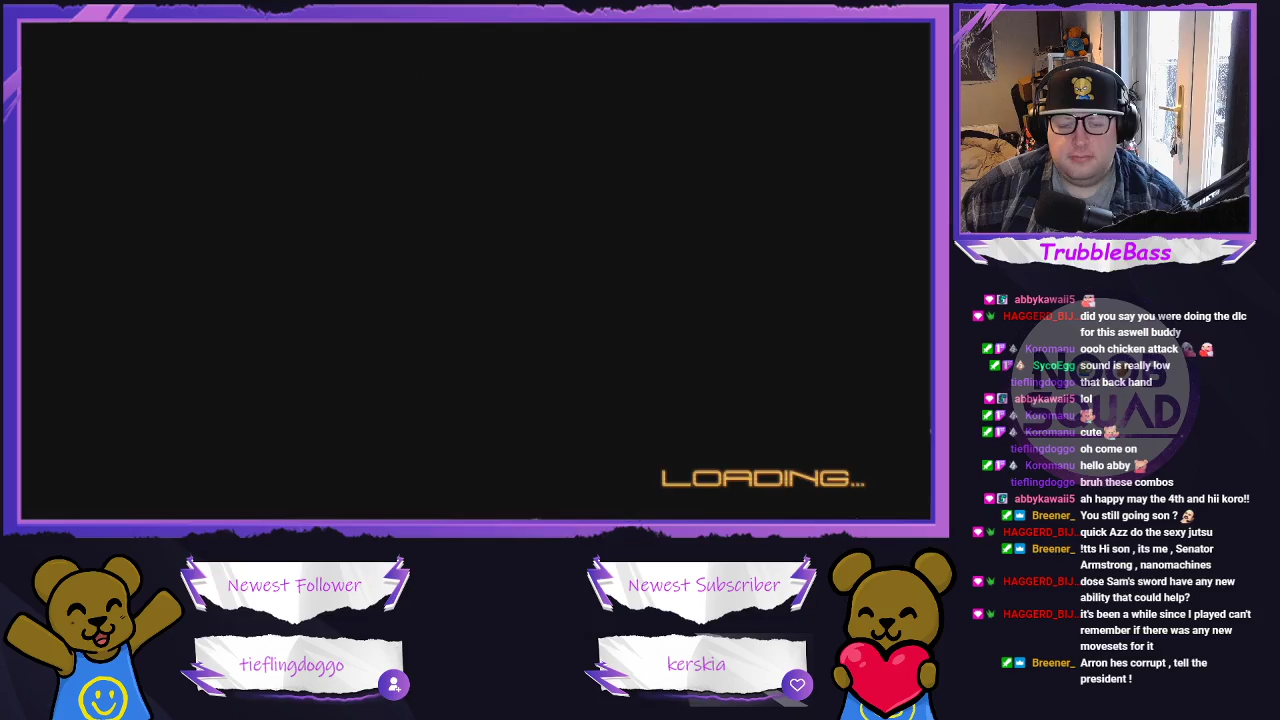 LOADING...
TrubbleBass
abbykawaii5
HAGGERD_BIJ... did you say you were doing the dlc
for this aswell buddy
Koromanu oooh chicken attack
SycoEgg sound is really low
tieflingdoggo that back hand
abbykawaii5 lol
Koromanu
Koromanu cute
tieflingdoggo oh come on
Koromanu hello abby
tieflingdoggo bruh these combos
abbykawaii5 ah happy may the 4th and hii koro!!
Breener_ You still going son ?
HAGGERD_BIJ... quick Azz do the sexy jutsu
Breener_ !tts Hi son , its me , Senator
Armstrong , nanomachines
HAGGERD_BIJ... dose Sam's sword have any new
ability that could help?
HAGGERD_BIJ... it's been a while since I played can't
remember if there was any new
movesets for it
Breener_ Arron hes corrupt , tell the
president !
NOOB
SQUAD
Newest Follower
tieflingdoggo
Newest Subscriber
kerskia